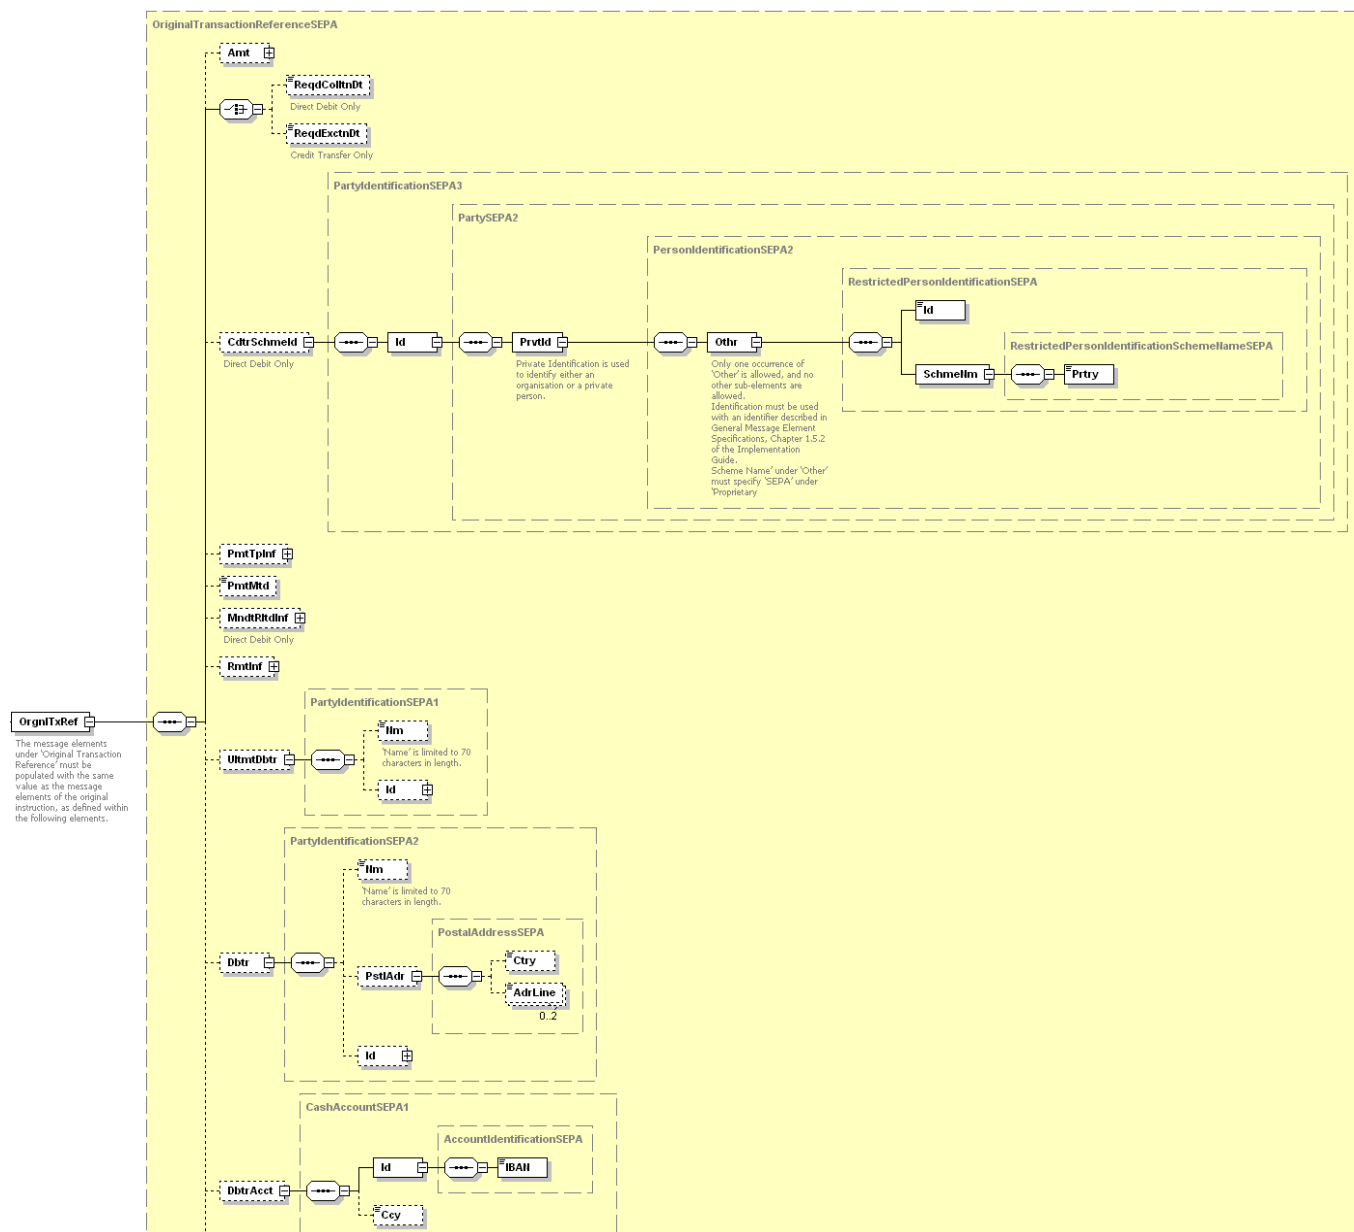 OriginalTransactionReferenceSEPA
Amt
ReqdColltnDt
Direct Debit Only
ReqdExctnDt
Credit Transfer Only
PartyIdentificationSEPA3
PartySEPA2
PersonIdentificationSEPA2
RestrictedPersonIdentificationSEPA
Id
CdtrSchmeId
Direct Debit Only
Id
PrvtId
Private Identification is used
to identify either an
organisation or a private
person.
Othr
Only one occurrence of
'Other' is allowed, and no
other sub-elements are
allowed.
Identification must be used
with an identifier described in
General Message Element
Specifications, Chapter 1.5.2
of the Implementation
Guide.
Scheme Name' under 'Other'
must specify 'SEPA' under
'Proprietary
RestrictedPersonIdentificationSchemeNameSEPA
SchmeNm
Prtry
PmtTpInf
PmtMtd
MndtRltdInf
Direct Debit Only
RmtInf
OrgnlTxRef
The message elements
under 'Original Transaction
Reference' must be
populated with the same
value as the message
elements of the original
instruction, as defined within
the following elements.
PartyIdentificationSEPA1
Nm
'Name' is limited to 70
characters in length.
UltmtDbtr
Id
PartyIdentificationSEPA2
Nm
'Name' is limited to 70
characters in length.
PostalAddressSEPA
Dbtr
PstlAdr
Ctry
AdrLine
0..2
Id
CashAccountSEPA1
AccountIdentificationSEPA
Id
IBAN
DbtrAcct
Ccy